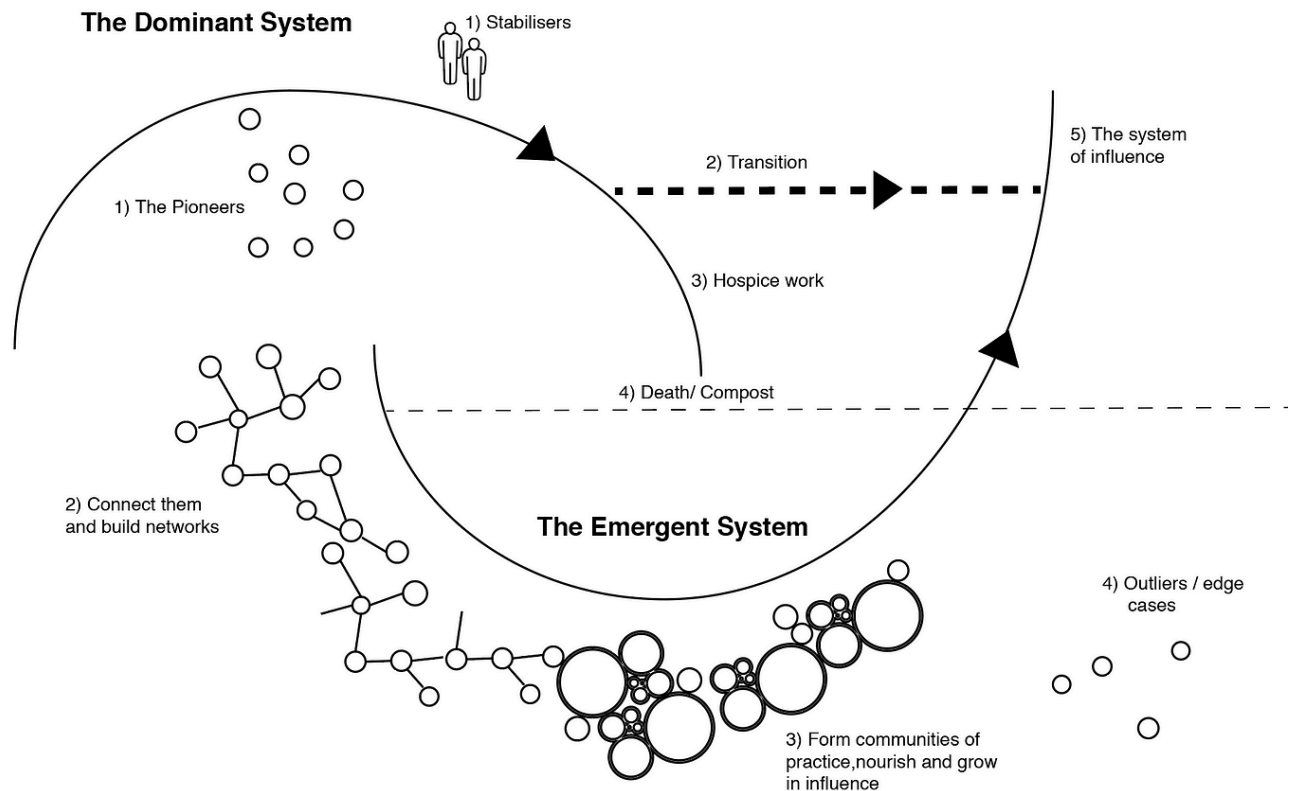 The Dominant System
1) Stabilisers
5) The system
of influence
2) Transition
1) The Pioneers
3) Hospice work
4) Death/ Compost
2) Connect them
and build networks
The Emergent System
4) Outliers / edge
cases
3) Form communities of
practice,nourish and grow
in influence